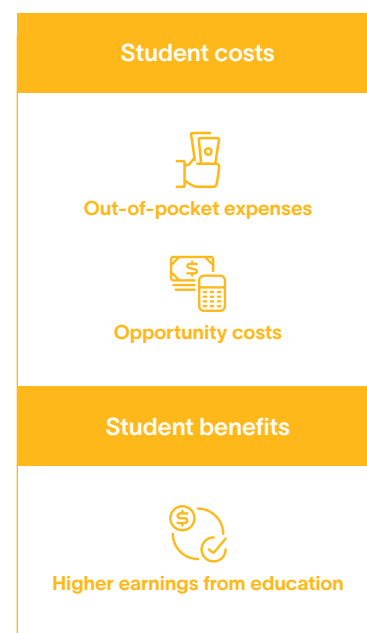 Student costs
Out-of-pocket expenses
$
Opportunity costs
Student benefits
$
Higher earnings from education